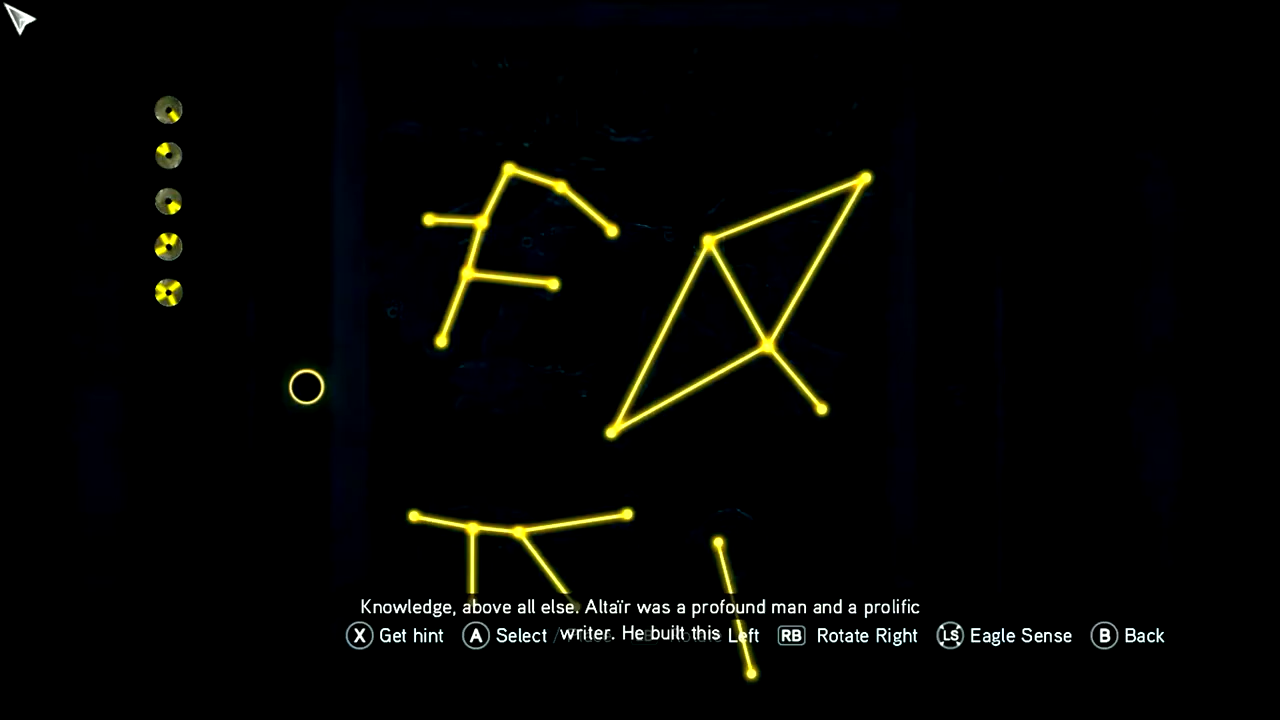 Knowledge, above all else. Altaïr was a profound man and a prolific
writer. He built this
X Get hint A Select Left RB Rotate Right LS Eagle Sense B Back